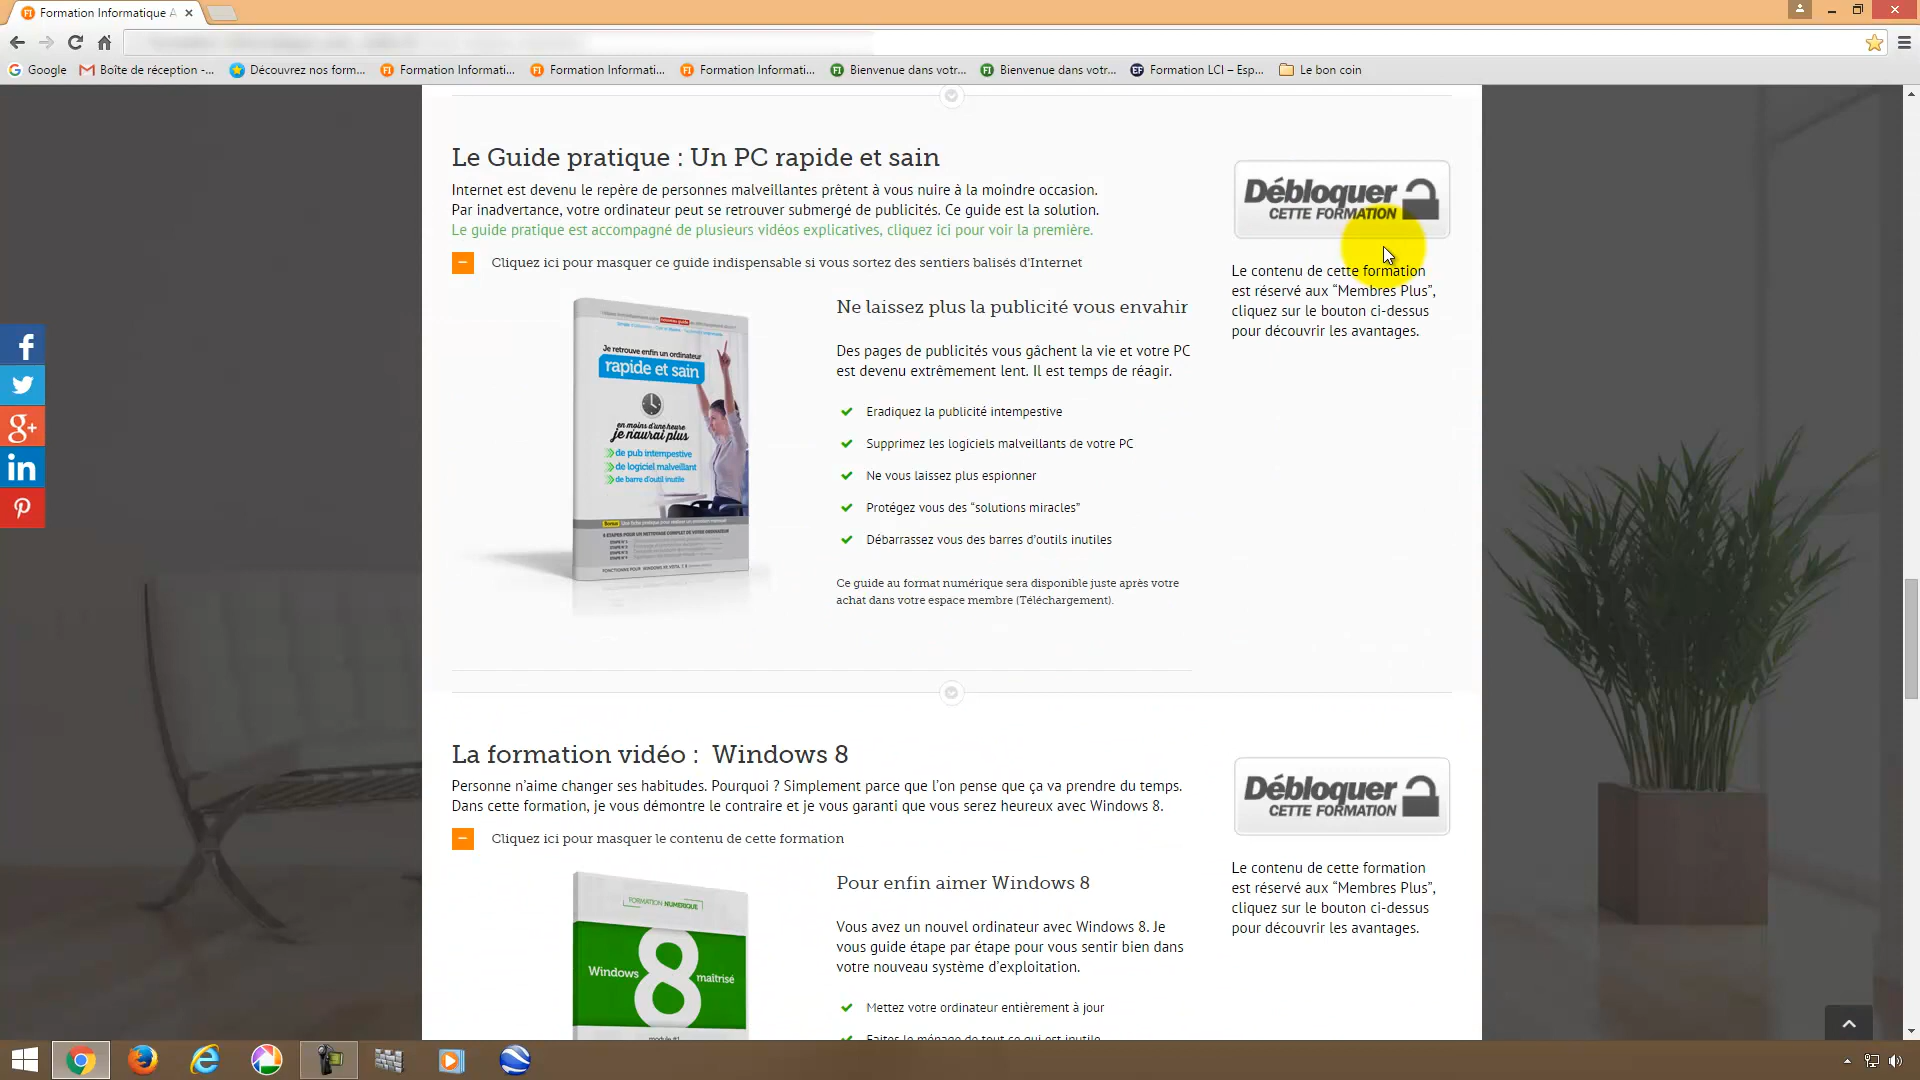 Formation Informatique A
Google
Boîte de réception -...
Découvrez nos form...
Formation Informati...
Formation Informati...
Formation Informati...
Bienvenue dans votr...
Bienvenue dans votr...
Formation LCI – Esp...
Le bon coin
Le Guide pratique : Un PC rapide et sain
Internet est devenu le repère de personnes malveillantes prêtent à vous nuire à la moindre occasion.
Par inadvertance, votre ordinateur peut se retrouver submergé de publicités. Ce guide est la solution.
Le guide pratique est accompagné de plusieurs vidéos explicatives, cliquez ici pour voir la première.
Cliquez ici pour masquer ce guide indispensable si vous sortez des sentiers balisés d'Internet
Je retrouve enfin un ordinateur
rapide et sain
en moins d'une heure
je n'aurai plus
de pub intempestive
de logiciel malveillant
de barre d'outil inutile
Ne laissez plus la publicité vous envahir
Des pages de publicités vous gâchent la vie et votre PC
est devenu extrêmement lent. Il est temps de réagir.
Eradiquez la publicité intempestive
Supprimez les logiciels malveillants de votre PC
Ne vous laissez plus espionner
Protégez vous des “solutions miracles”
Débarrassez vous des barres d’outils inutiles
Ce guide au format numérique sera disponible juste après votre
achat dans votre espace membre (Téléchargement).
Débloquer
CETTE FORMATION
Le contenu de cette formation
est réservé aux “Membres Plus”,
cliquez sur le bouton ci-dessus
pour découvrir les avantages.
La formation vidéo : Windows 8
Personne n’aime changer ses habitudes. Pourquoi ? Simplement parce que l’on pense que ça va prendre du temps.
Dans cette formation, je vous démontre le contraire et je vous garanti que vous serez heureux avec Windows 8.
Cliquez ici pour masquer le contenu de cette formation
FORMATION NUMERIQUE
Windows 8 maîtrisé
Pour enfin aimer Windows 8
Vous avez un nouvel ordinateur avec Windows 8. Je
vous guide étape par étape pour vous sentir bien dans
votre nouveau système d’exploitation.
Mettez votre ordinateur entièrement à jour
Faites le ménage de tout ce qui est inutile
Débloquer
CETTE FORMATION
Le contenu de cette formation
est réservé aux “Membres Plus”,
cliquez sur le bouton ci-dessus
pour découvrir les avantages.